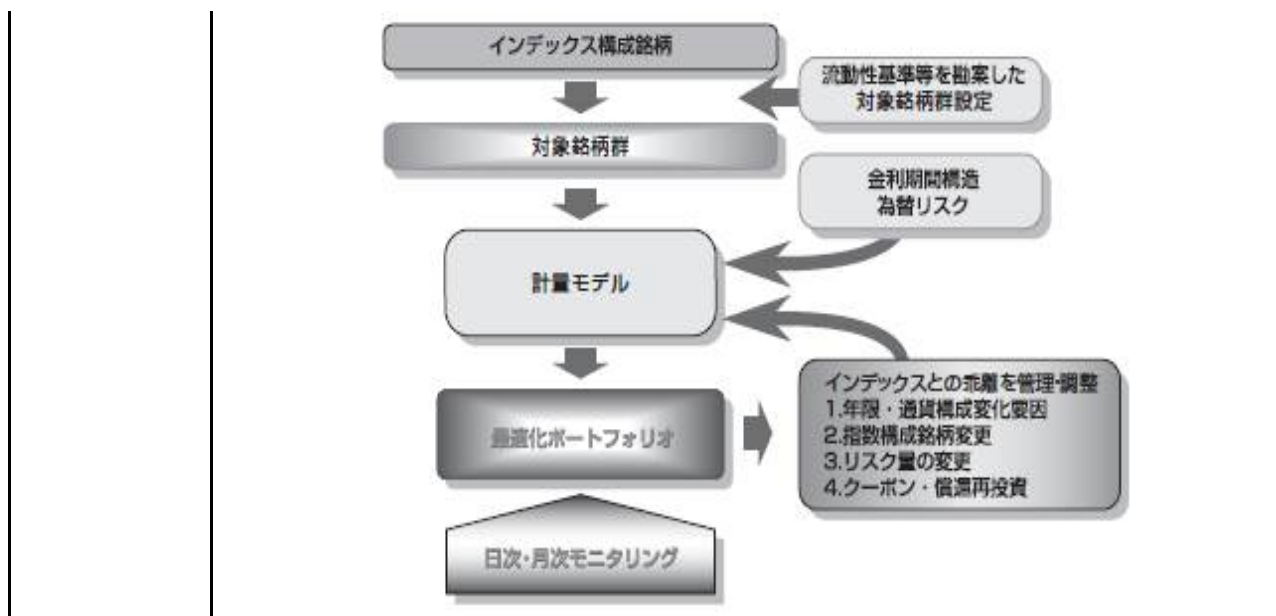 インデックス構成銘柄
流動性基準等を勘案した
対象銘柄群設定
対象銘柄群
金利期間構造
為替リスク
計量モデル
インデックスとの乖離を管理・調整
1.年限・通貨構成変化要因
2.指数構成銘柄変更
3.リスク量の変更
4.クーポン・償還再投資
最適化ポートフォリオ
日次・月次モニタリング